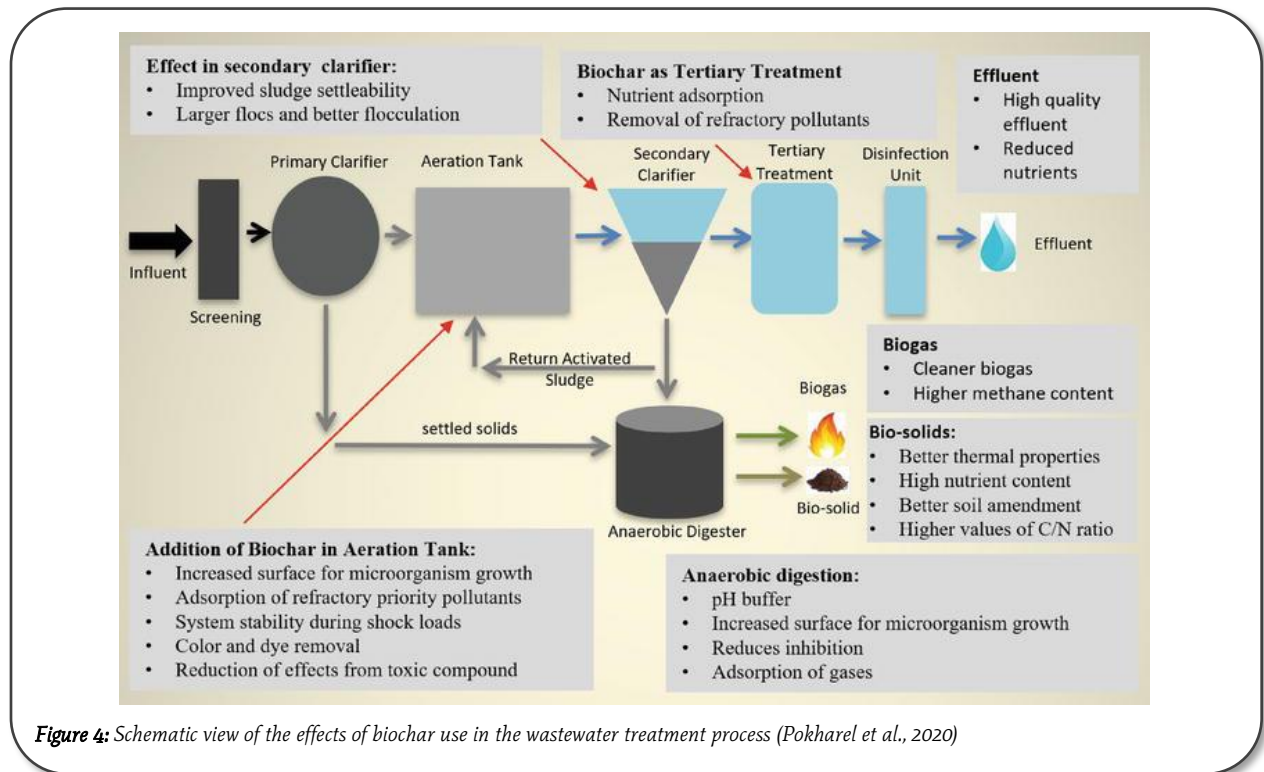 Effect in secondary clarifier:
• Improved sludge settleability
• Larger flocs and better flocculation
Biochar as Tertiary Treatment
• Nutrient adsorption
• Removal of refractory pollutants
Effluent
• High quality
effluent
• Reduced
nutrients
Primary Clarifier
Aeration Tank
Secondary
Clarifier
Tertiary
Treatment
Disinfection
Unit
Influent
Screening
Effluent
Return Activated
Sludge
settled solids
Anaerobic Digester
Biogas
Bio-solid
Biogas
• Cleaner biogas
• Higher methane content
Bio-solids:
• Better thermal properties
• High nutrient content
• Better soil amendment
• Higher values of C/N ratio
Addition of Biochar in Aeration Tank:
• Increased surface for microorganism growth
• Adsorption of refractory priority pollutants
• System stability during shock loads
• Color and dye removal
• Reduction of effects from toxic compound
Anaerobic digestion:
• pH buffer
• Increased surface for microorganism growth
• Reduces inhibition
• Adsorption of gases
Figure 4: Schematic view of the effects of biochar use in the wastewater treatment process (Pokharel et al., 2020)